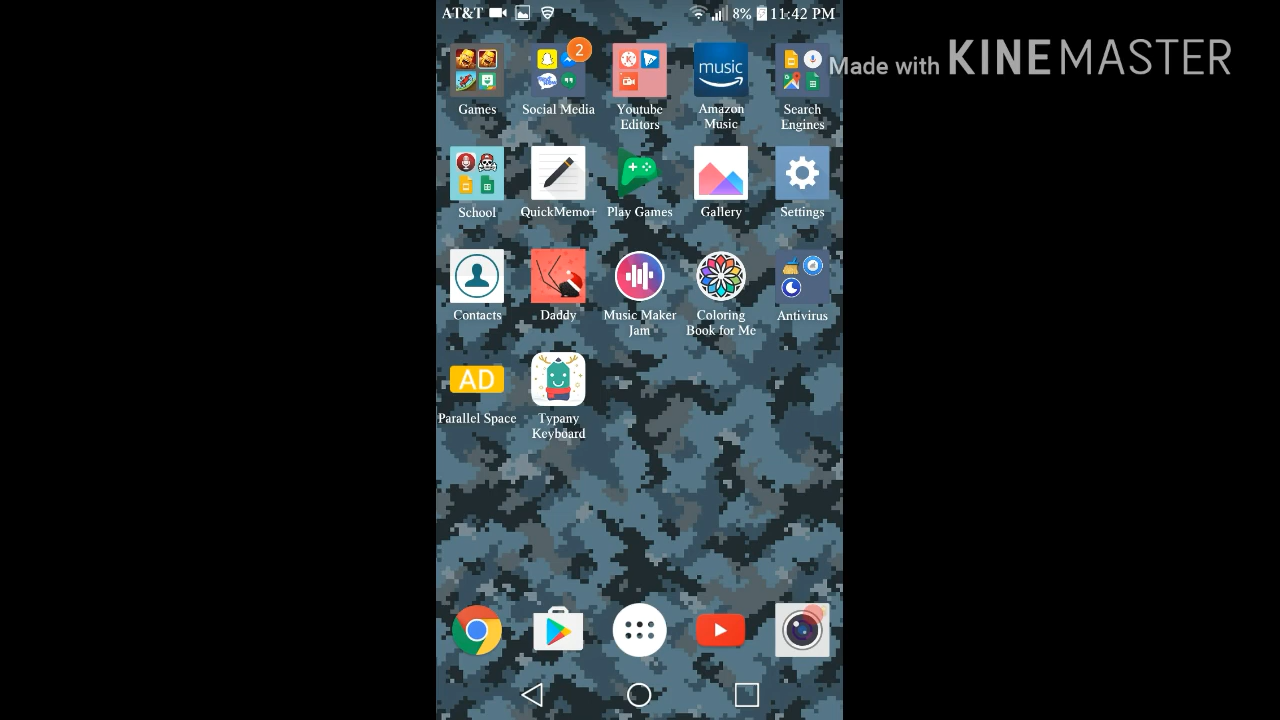 AT&T 8% 11:42 PM
Made with KINEMASTER
2
music
Games Social Media Youtube Editors Amazon Music Search Engines
School QuickMemo+ Play Games Gallery Settings
Contacts Daddy Music Maker Jam Coloring Book for Me Antivirus
AD
Parallel Space Typany Keyboard